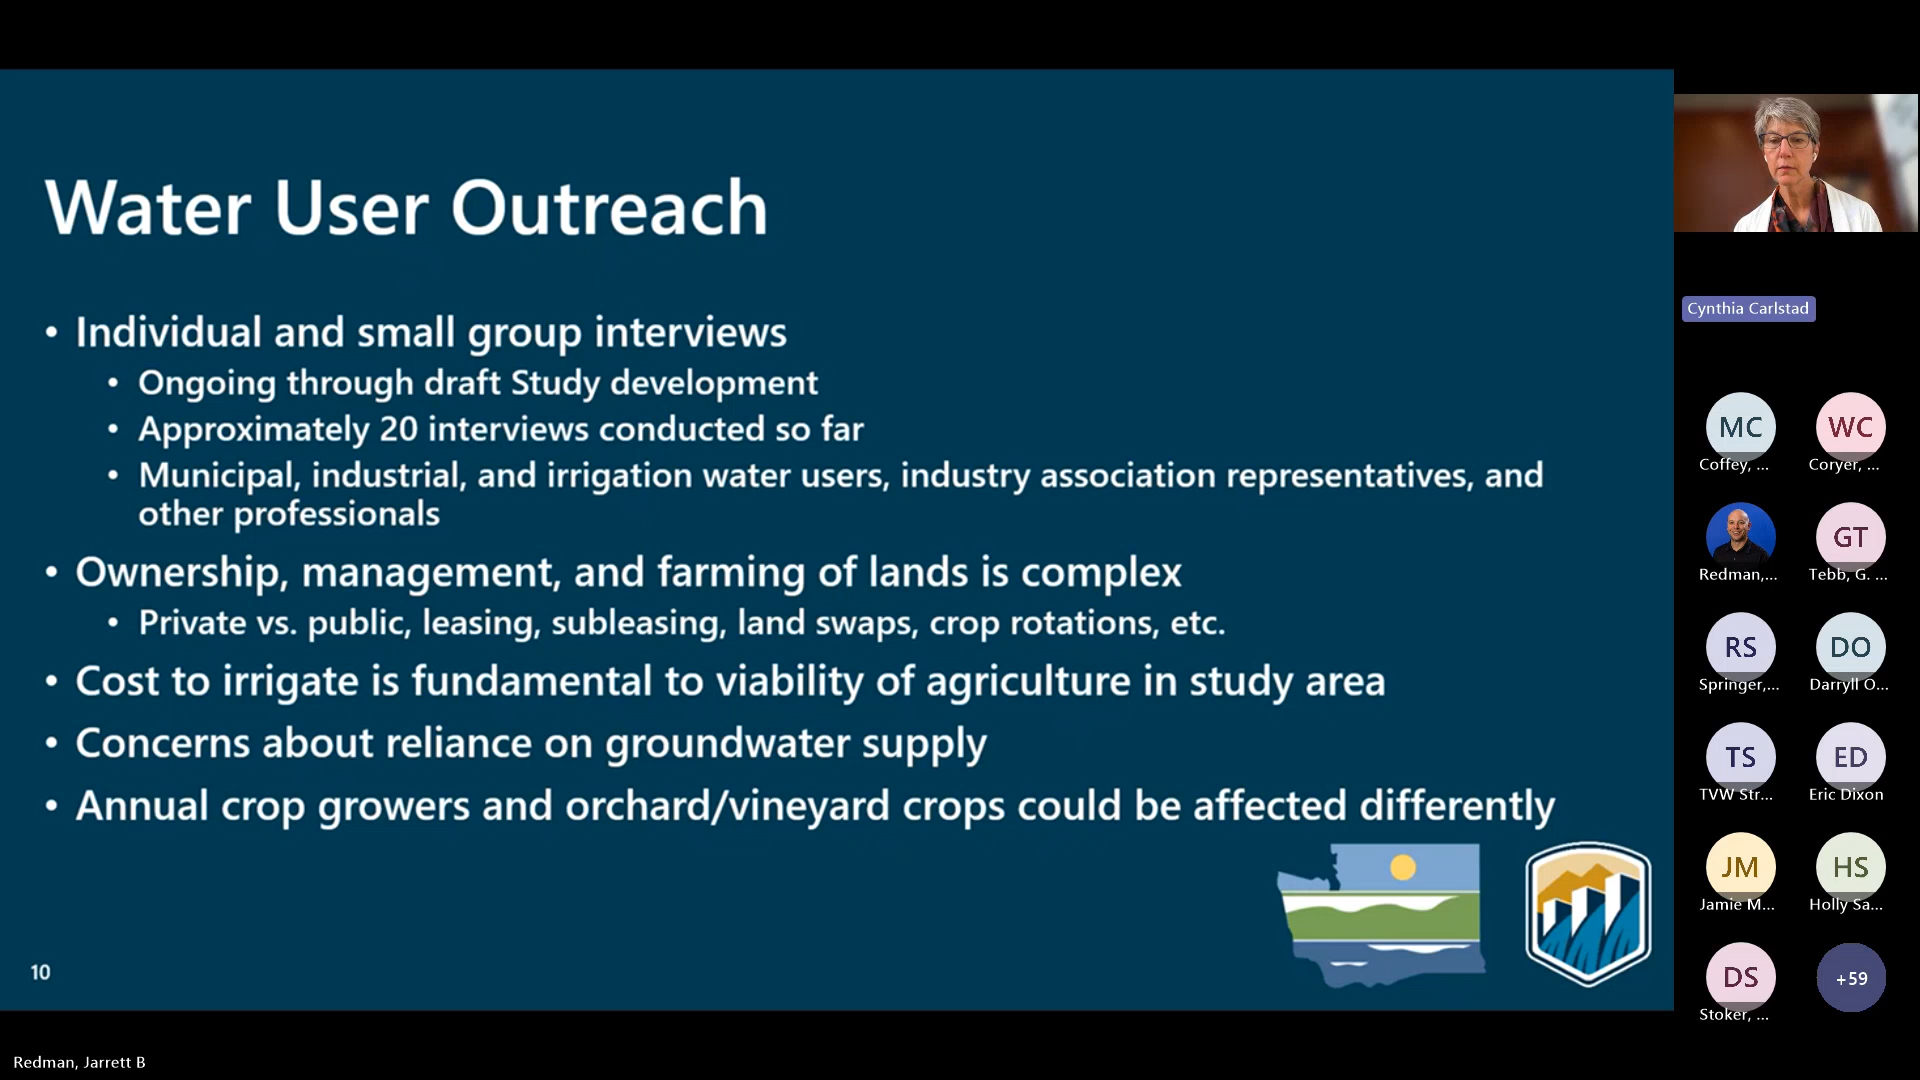 Water User Outreach
• Individual and small group interviews
• Ongoing through draft Study development
• Approximately 20 interviews conducted so far
• Municipal, industrial, and irrigation water users, industry association representatives, and
other professionals
• Ownership, management, and farming of lands is complex
• Private vs. public, leasing, subleasing, land swaps, crop rotations, etc.
• Cost to irrigate is fundamental to viability of agriculture in study area
• Concerns about reliance on groundwater supply
• Annual crop growers and orchard/vineyard crops could be affected differently
10
Redman, Jarrett B
Cynthia Carlstad
MC
Coffey, ...
WC
Coryer, ...
Redman,...
GT
Tebb, G. ...
RS
Springer,...
DO
Darryll O...
TS
TVW Str...
ED
Eric Dixon
JM
Jamie M...
HS
Holly Sa...
DS
Stoker, ...
+59